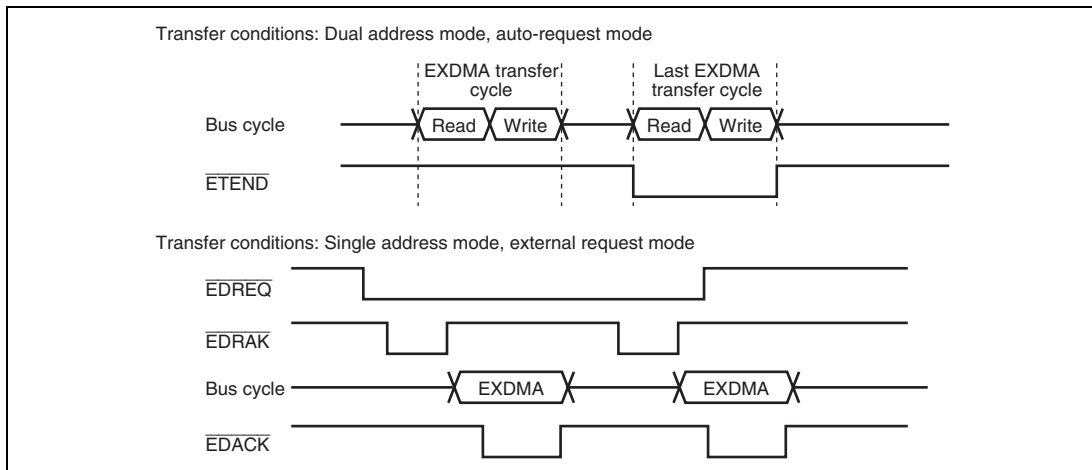 Transfer conditions: Dual address mode, auto-request mode
EXDMA transfer
cycle
Last EXDMA
transfer cycle
Bus cycle
Read
Write
Read
Write
ETEND
Transfer conditions: Single address mode, external request mode
EDREQ
EDRAK
Bus cycle
EXDMA
EXDMA
EDACK